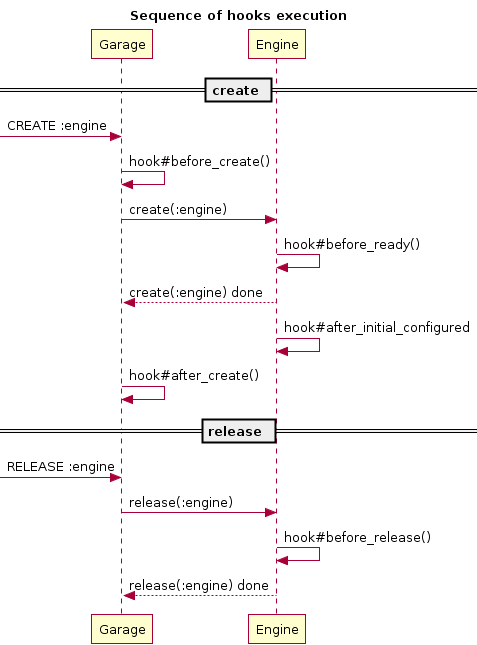 Sequence of hooks execution
Garage
Engine
create
CREATE :engine
hook#before_create()
create(:engine)
hook#before_ready()
create(:engine) done
hook#after_initial_configured
hook#after_create()
release
RELEASE :engine
release(:engine)
hook#before_release()
release(:engine) done
Garage
Engine